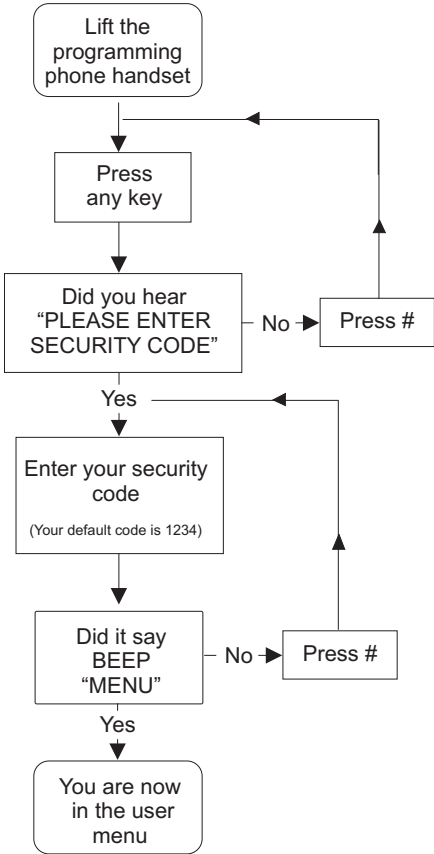 Lift the
programming
phone handset
Press
any key
Did you hear
“PLEASE ENTER
SECURITY CODE”
No
Press #
Yes
Enter your security
code
(Your default code is 1234)
Did it say
BEEP
“MENU”
No
Press #
Yes
You are now
in the user
menu